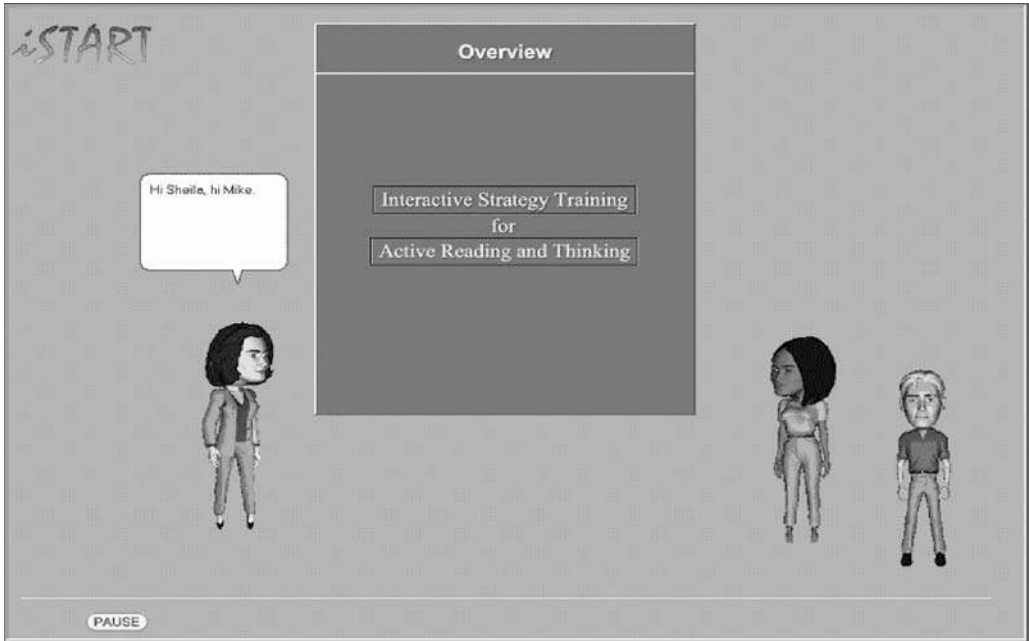 iSTART
Overview
Hi Sheila, hi Mike.
Interactive Strategy Training
for
Active Reading and Thinking
PAUSE